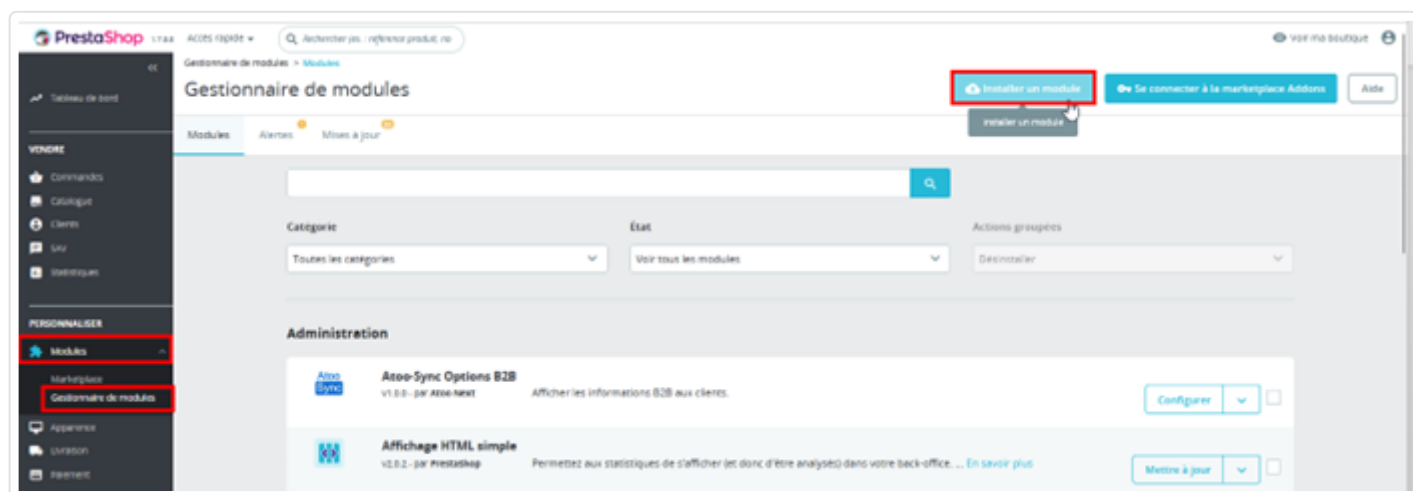 PrestaShop 1.7.8.8 Accès rapide Rechercher (ex. : référence produit, no Voir ma boutique
Gestionnaire de modules > Modules
Gestionnaire de modules
Installer un module
Se connecter à la marketplace Addons
Aide
Installer un module
Tableau de bord
Modules Alertes Mises à jour
VENDRE
Commandes
Catalogue
Clients
SAV
Statistiques
Catégorie État Actions groupées
Toutes les catégories Voir tous les modules Désinstaller
PERSONNALISER
Modules
Marketplace
Gestionnaire de modules
Apparence
Livraison
Paiement
Administration
Atoo Sync
Atoo-Sync Options B2B
v1.0.0 - par Atoo Next Afficher les informations B2B aux clients.
Configurer
Affichage HTML simple
v2.0.2 - par PrestaShop Permettez aux statistiques de s'afficher (et donc d'être analysés) dans votre back-office. ... En savoir plus
Mettre à jour